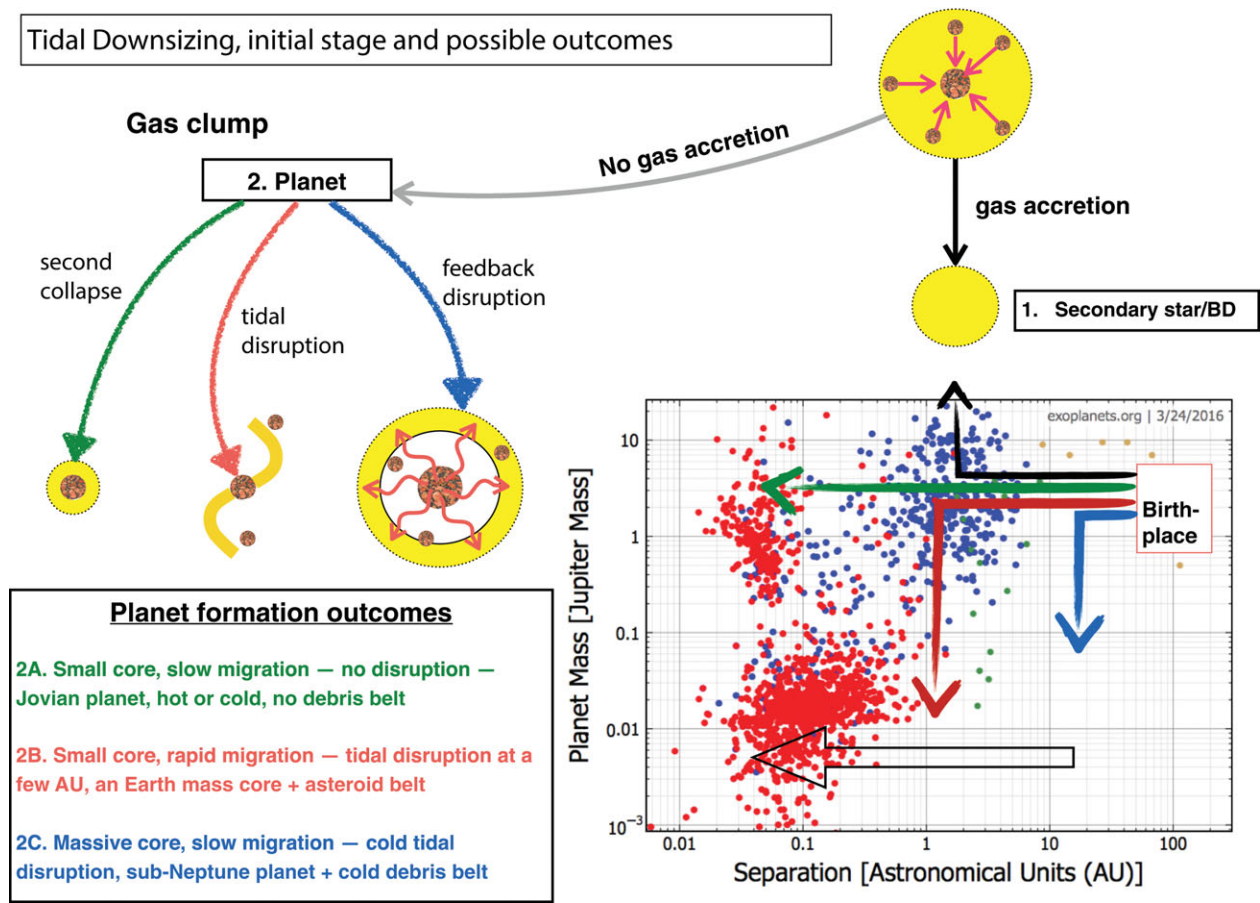 Tidal Downsizing, initial stage and possible outcomes
Gas clump
No gas accretion
2. Planet
gas accretion
second
collapse
tidal
disruption
feedback
disruption
1. Secondary star/BD
Planet formation outcomes
2A. Small core, slow migration — no disruption —
Jovian planet, hot or cold, no debris belt
2B. Small core, rapid migration — tidal disruption at a
few AU, an Earth mass core + asteroid belt
2C. Massive core, slow migration — cold tidal
disruption, sub-Neptune planet + cold debris belt
exoplanets.org | 3/24/2016
Birth-
place
Planet Mass [Jupiter Mass]
10
1
0.1
0.01
10⁻³
0.01
0.1
1
10
100
Separation [Astronomical Units (AU)]